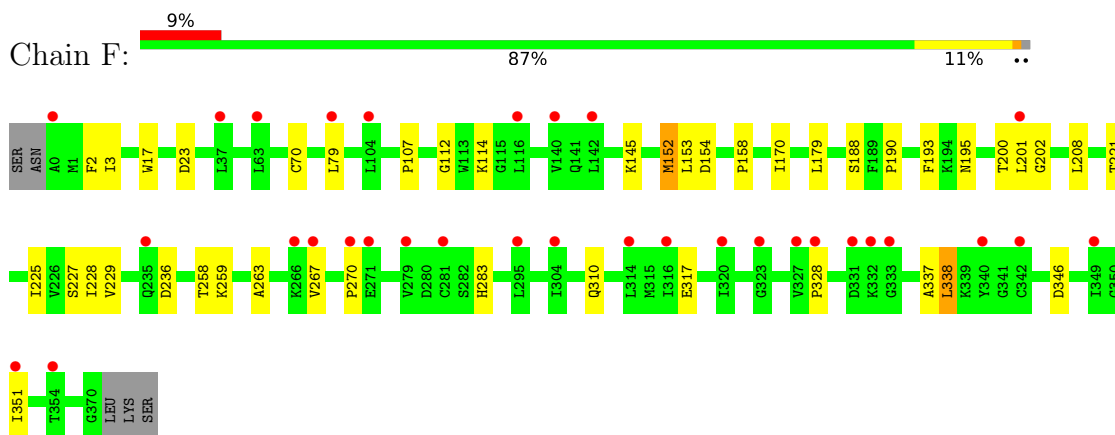 9%
Chain F:
87% 11% ••
SER ASN A0 M1 F2 I3 W17 D23 L37 L63 C70 L79 L104 P107 G112 W113 K114 G115 L116 V140 Q141 L142 K145 M152 L153 D154 P158 I170 L179 S188 F189 P190 F193 K194 N195 T200 L201 G202 L208
I225 V226 S227 I228 V229 Q235 D236 T258 K259 A263 K266 V267 P270 E271 V279 D280 C281 S282 H283 L295 I304 Q310 L314 M315 I316 E317 I320 G323 V327 P328 D331 K332 G333 A337 L338 K339 Y340 G341 C342 D346 I349
I351 T354 G370 LEU LYS SER